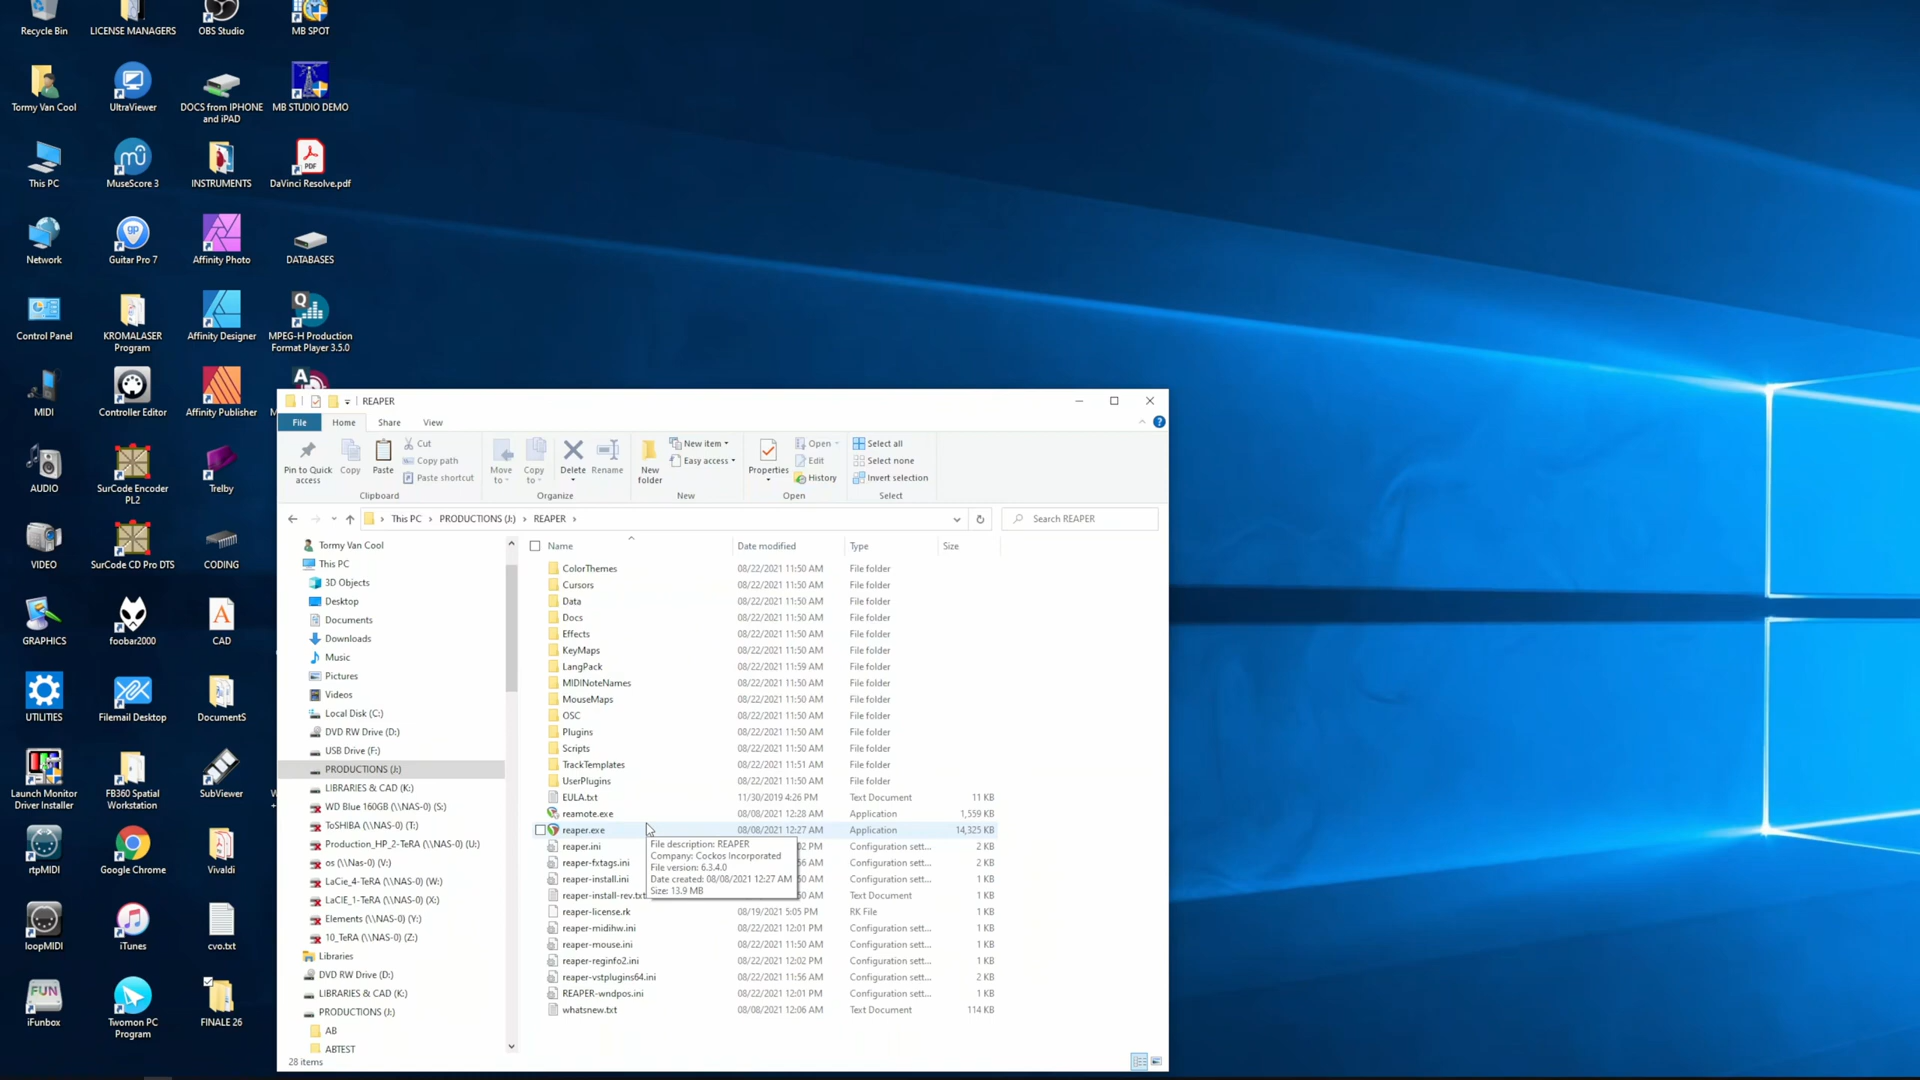 Recycle Bin
LICENSE MANAGERS
OBS Studio
MB SPOT
Tormy Van Cool
UltraViewer
DOCS from IPHONE
and iPAD
MB STUDIO DEMO
This PC
MuseScore 3
INSTRUMENTS
DaVinci Resolve.pdf
Network
Guitar Pro 7
Affinity Photo
DATABASES
Control Panel
KROMALASER
Program
Affinity Designer
MPEG-H Production
Format Player 3.5.0
MIDI
Controller Editor
Affinity Publisher
AUDIO
SurCode Encoder
PL2
Trelby
VIDEO
SurCode CD Pro DTS
CODING
GRAPHICS
foobar2000
CAD
UTILITIES
Filemail Desktop
DocumentS
Launch Monitor
Driver Installer
FB360 Spatial
Workstation
SubViewer
rtpMIDI
Google Chrome
Vivaldi
loopMIDI
iTunes
cvo.txt
iFunbox
Twomon PC
Program
FINALE 26
REAPER
File Home Share View
Pin to Quick
access
Copy
Paste
Cut
Copy path
Paste shortcut
Clipboard
Move
to
Copy
to
Delete
Rename
Organize
New
folder
New item
Easy access
New
Properties
Open
Edit
History
Open
Select all
Select none
Invert selection
Select
This PC > PRODUCTIONS (J:) > REAPER >
Search REAPER
Tormy Van Cool
This PC
3D Objects
Desktop
Documents
Downloads
Music
Pictures
Videos
Local Disk (C:)
DVD RW Drive (D:)
USB Drive (F:)
PRODUCTIONS (J:)
LIBRARIES & CAD (K:)
WD Blue 160GB (\\NAS-0) (S:)
ToSHIBA (\\NAS-0) (T:)
Production_HP_2-TeRA (\\NAS-0) (U:)
os (\\Nas-0) (V:)
LaCie_4-TeRA (\\NAS-0) (W:)
LaCIE_1-TeRA (\\NAS-0) (X:)
Elements (\\NAS-0) (Y:)
10_TeRA (\\NAS-0) (Z:)
Libraries
DVD RW Drive (D:)
LIBRARIES & CAD (K:)
PRODUCTIONS (J:)
AB
ABTEST
Name Date modified Type Size
ColorThemes 08/22/2021 11:50 AM File folder
Cursors 08/22/2021 11:50 AM File folder
Data 08/22/2021 11:50 AM File folder
Docs 08/22/2021 11:50 AM File folder
Effects 08/22/2021 11:50 AM File folder
KeyMaps 08/22/2021 11:50 AM File folder
LangPack 08/22/2021 11:59 AM File folder
MIDINoteNames 08/22/2021 11:50 AM File folder
MouseMaps 08/22/2021 11:50 AM File folder
OSC 08/22/2021 11:50 AM File folder
Plugins 08/22/2021 11:50 AM File folder
Scripts 08/22/2021 11:50 AM File folder
TrackTemplates 08/22/2021 11:51 AM File folder
UserPlugins 08/22/2021 11:50 AM File folder
EULA.txt 11/30/2019 4:26 PM Text Document 11 KB
reamote.exe 08/08/2021 12:28 AM Application 1,559 KB
reaper.exe 08/08/2021 12:27 AM Application 14,325 KB
reaper.ini 02 PM Configuration sett... 2 KB
reaper-fxtags.ini 56 AM Configuration sett... 2 KB
reaper-install.ini 50 AM Configuration sett... 1 KB
reaper-install-rev.txt 50 AM Text Document 1 KB
reaper-license.rk 08/19/2021 5:05 PM RK File 1 KB
reaper-midihw.ini 08/22/2021 12:01 PM Configuration sett... 1 KB
reaper-mouse.ini 08/22/2021 11:50 AM Configuration sett... 1 KB
reaper-reginfo2.ini 08/22/2021 12:02 PM Configuration sett... 1 KB
reaper-vstplugins64.ini 08/22/2021 11:56 AM Configuration sett... 2 KB
REAPER-wndpos.ini 08/22/2021 12:01 PM Configuration sett... 1 KB
whatsnew.txt 08/08/2021 12:06 AM Text Document 114 KB
File description: REAPER
Company: Cockos Incorporated
File version: 6.3.4.0
Date created: 08/08/2021 12:27 AM
Size: 13.9 MB
28 items